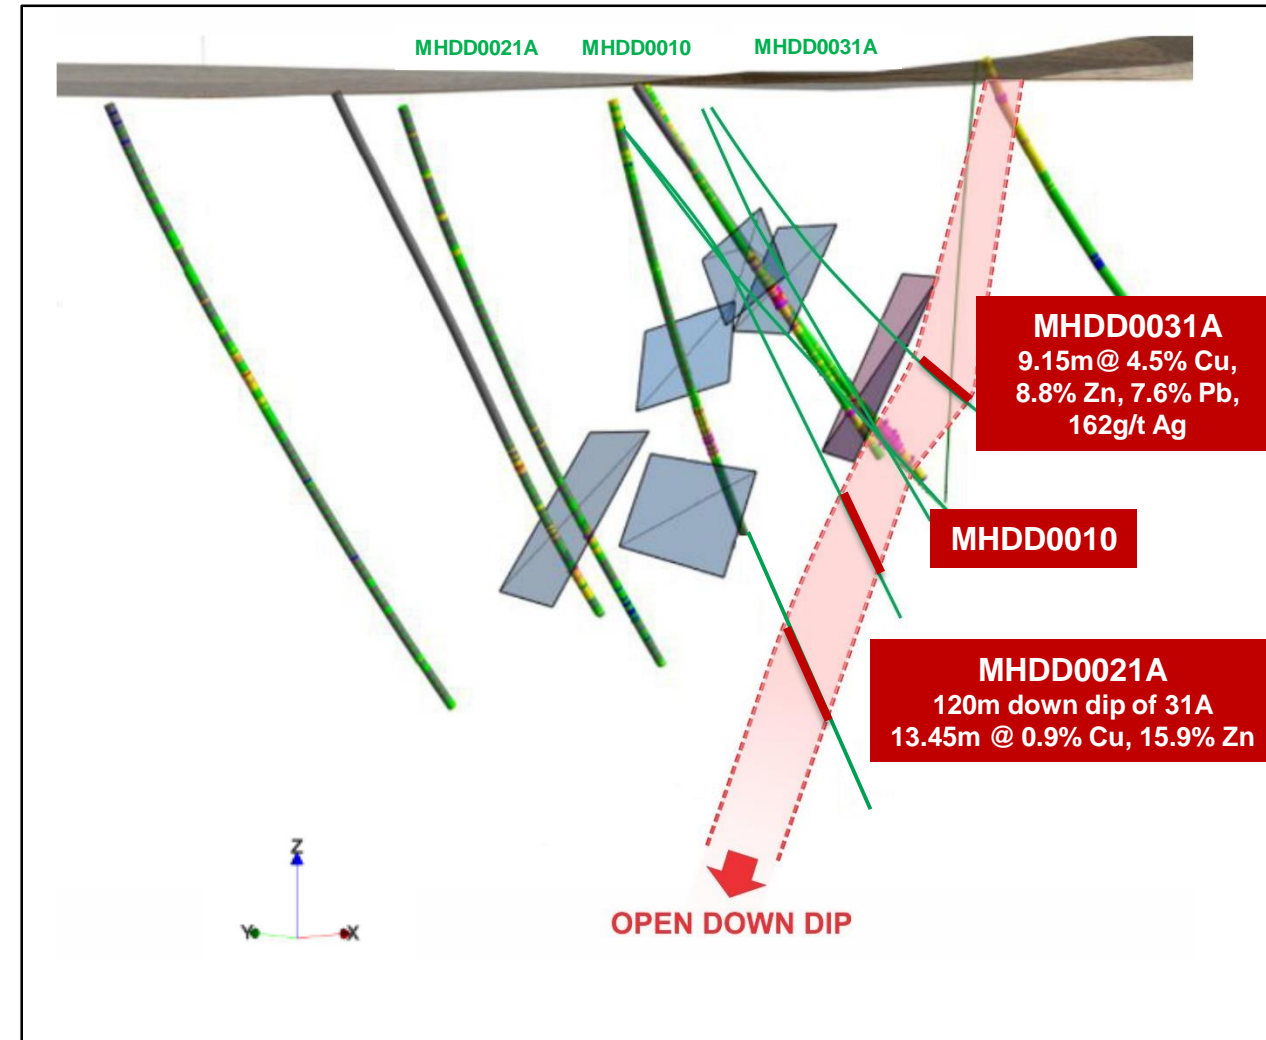 MHDD0021A MHDD0010 MHDD0031A
MHDD0031A
9.15m@ 4.5% Cu,
8.8% Zn, 7.6% Pb,
162g/t Ag
MHDD0010
MHDD0021A
120m down dip of 31A
13.45m @ 0.9% Cu, 15.9% Zn
Z
Y X
OPEN DOWN DIP